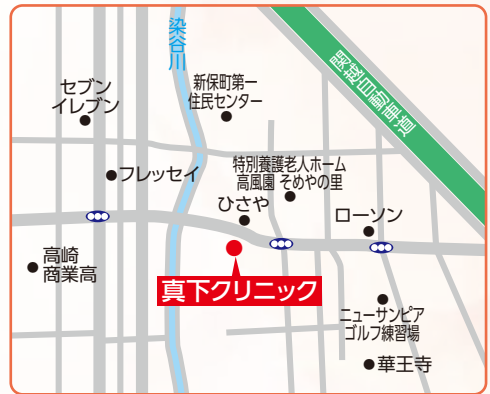 染谷川
関越自動車道
新保町第一
住民センター
セブン
イレブン
フレッセイ
特別養護老人ホーム
高風園 そめやの里
ひさや
ローソン
高崎
商業高
真下クリニック
ニューサンピア
ゴルフ練習場
華王寺